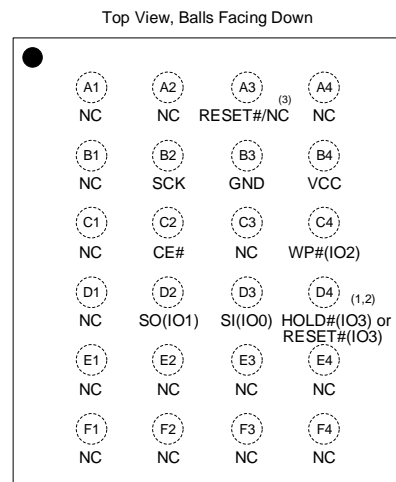 Top View, Balls Facing Down
A1 A2 A3 A4
(3)
NC NC RESET#/NC NC
B1 B2 B3 B4
NC SCK GND VCC
C1 C2 C3 C4
NC CE# NC WP#(IO2)
D1 D2 D3 D4 (1,2)
NC SO(IO1) SI(IO0) HOLD#(IO3) or
RESET#(IO3)
E1 E2 E3 E4
NC NC NC NC
F1 F2 F3 F4
NC NC NC NC